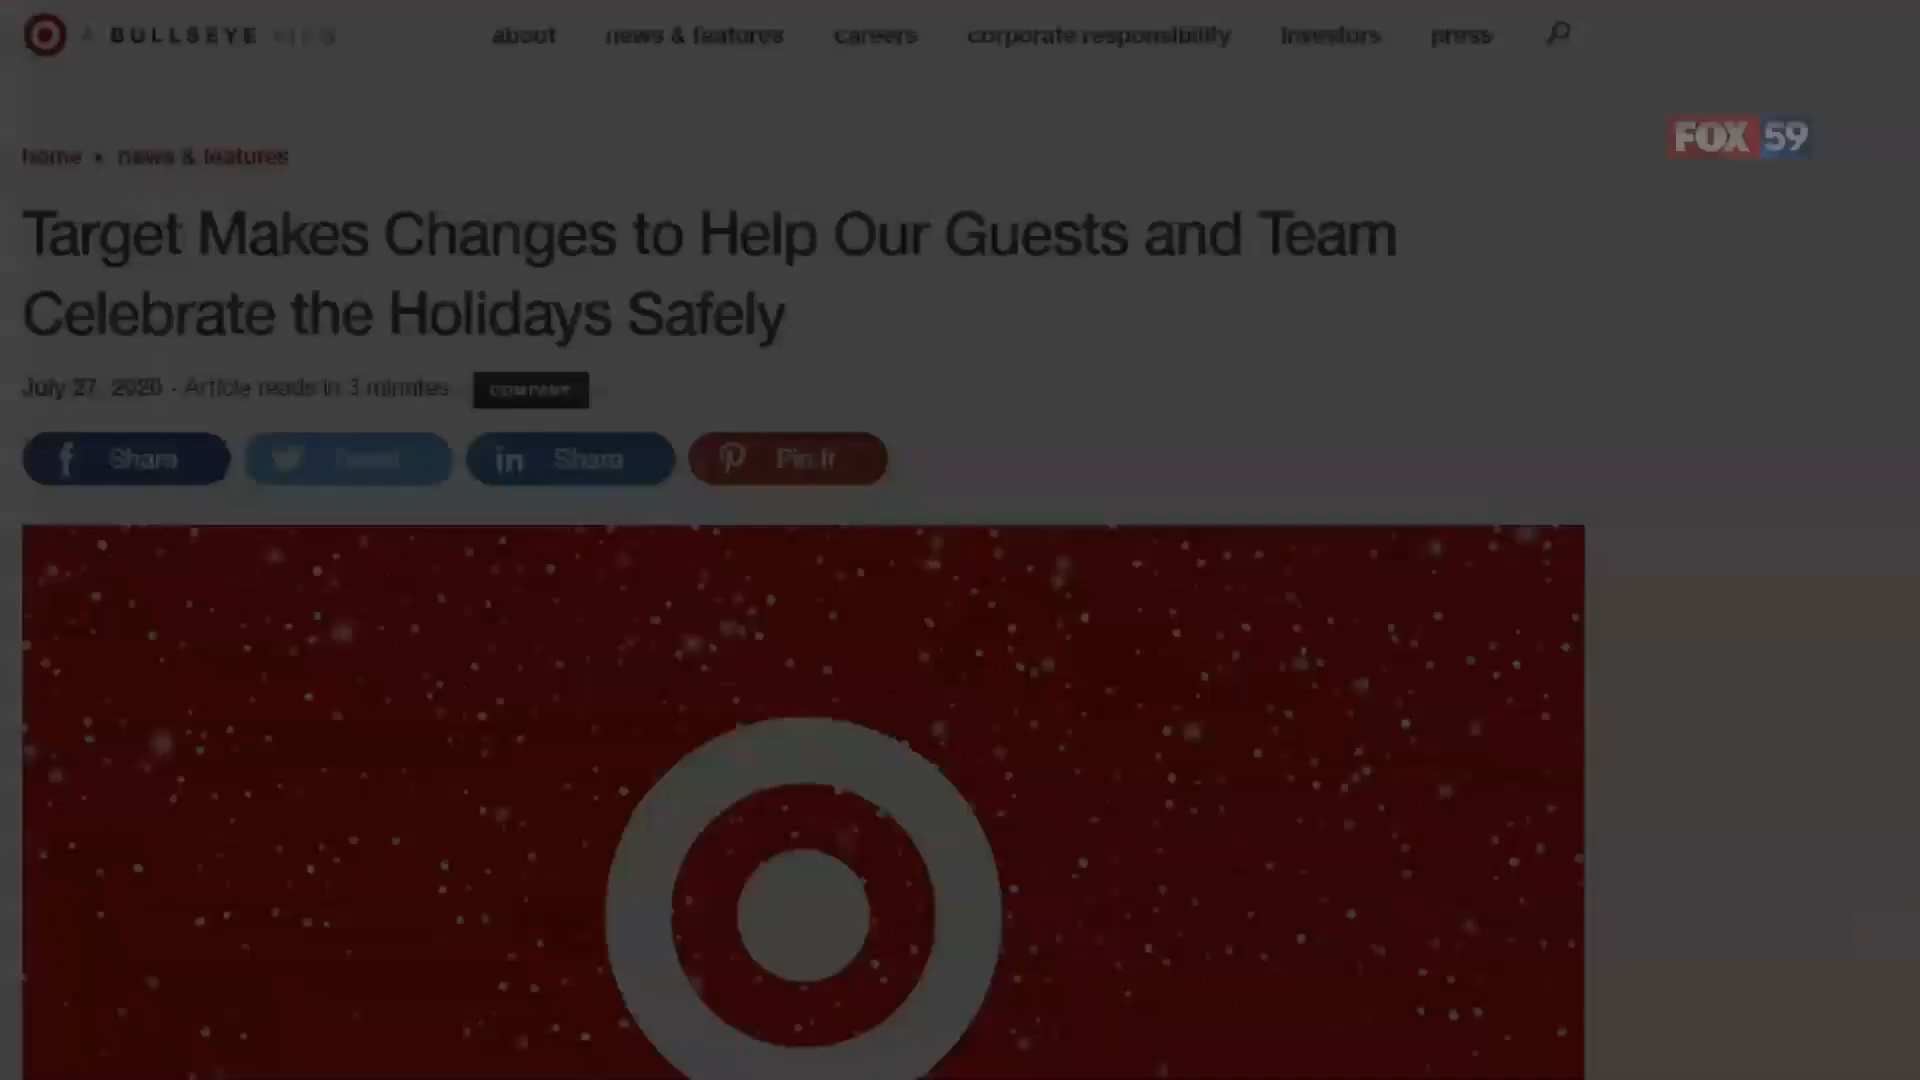 A BULLSEYE VIEW
about
news & features
careers
corporate responsibility
investors
press
FOX 59
home • news & features
Target Makes Changes to Help Our Guests and Team
Celebrate the Holidays Safely
July 27, 2020 - Article reads in 3 minutes
COMPANY
Share
Tweet
in Share
Pin It